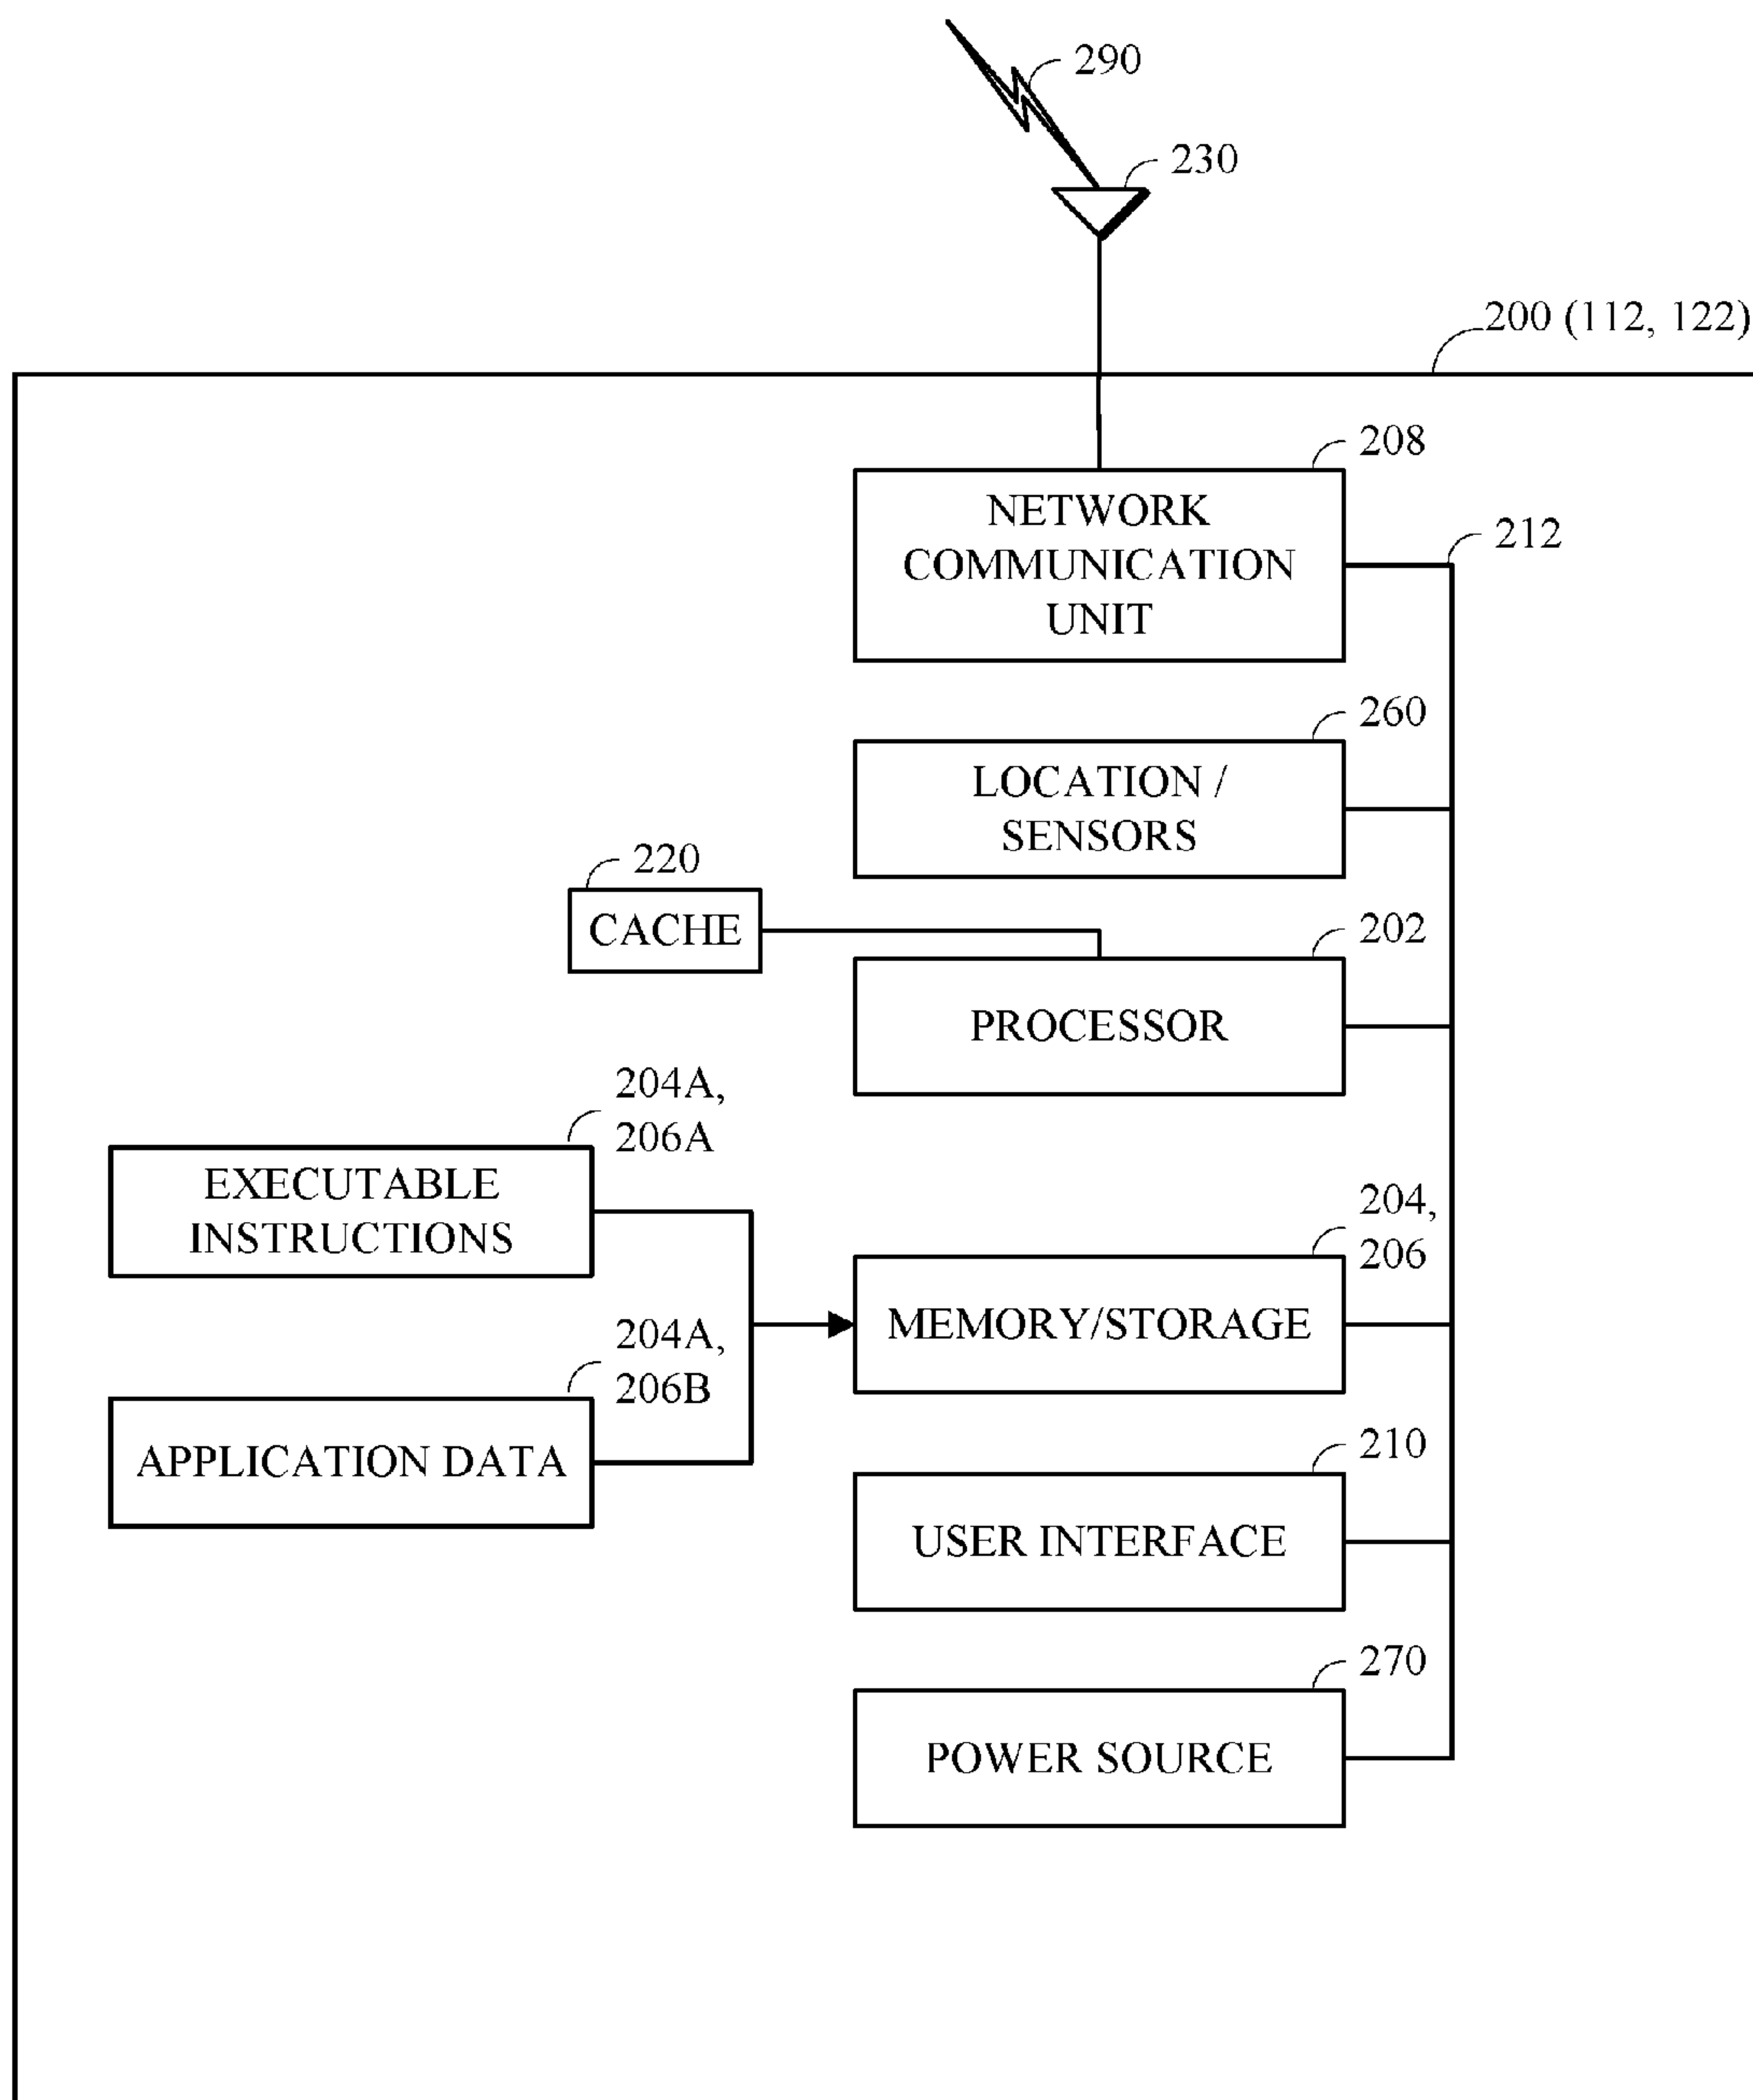 290
230
200 (112, 122)
208
NETWORK
COMMUNICATION
UNIT
212
260
LOCATION /
SENSORS
220
CACHE
202
PROCESSOR
204A,
206A
EXECUTABLE
INSTRUCTIONS
204,
206
MEMORY/STORAGE
204A,
206B
APPLICATION DATA
210
USER INTERFACE
270
POWER SOURCE